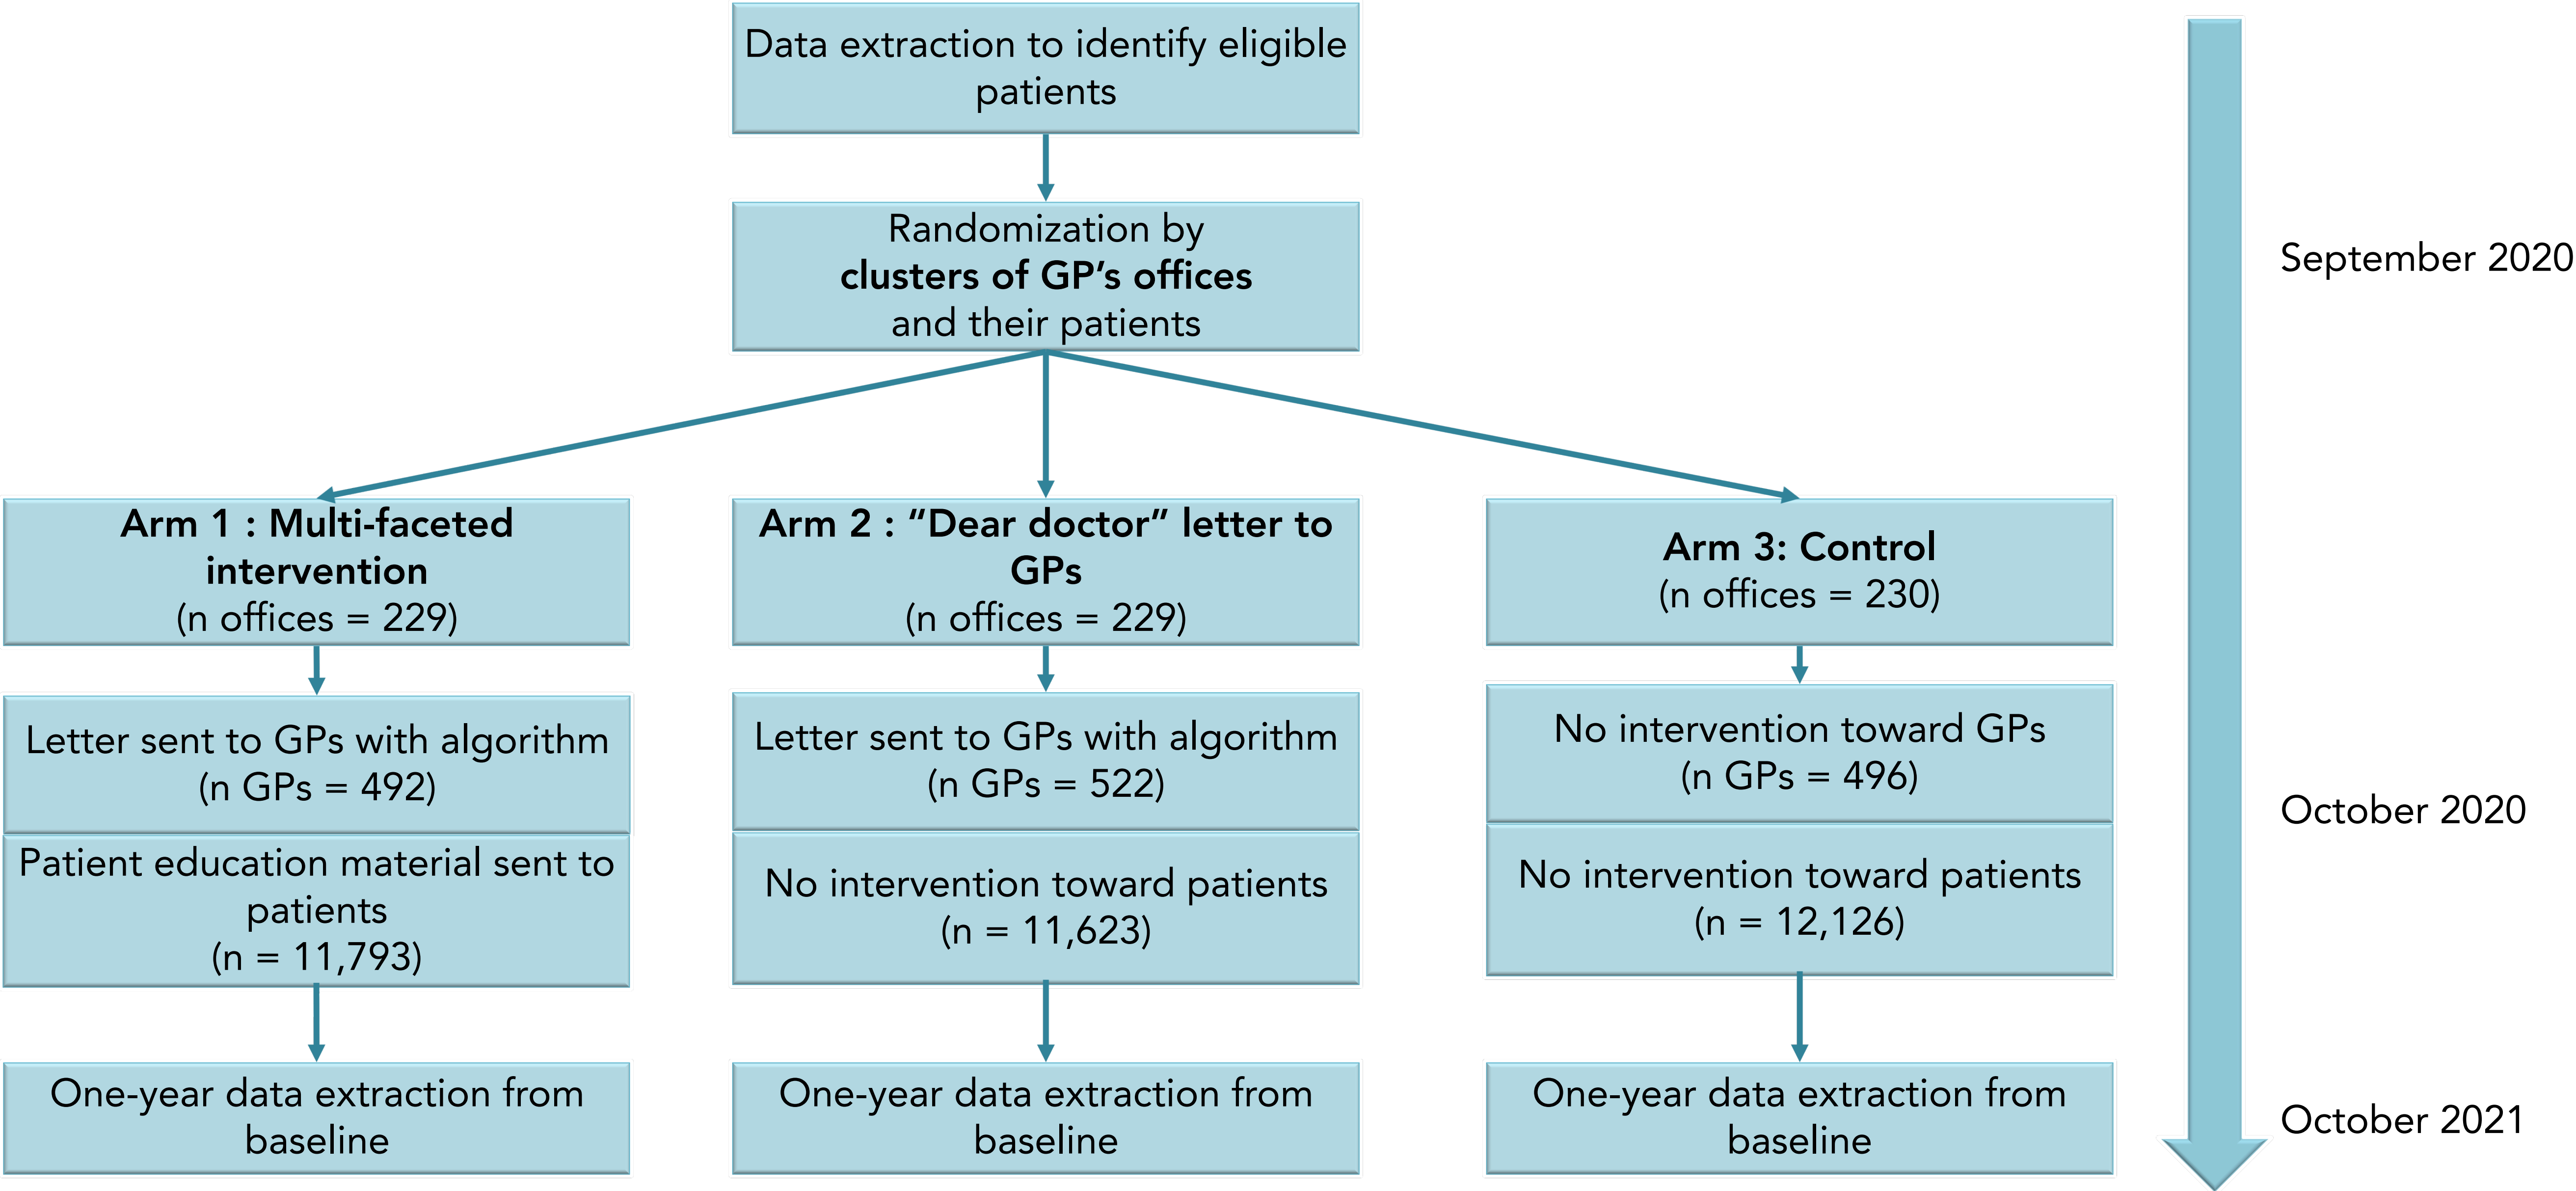 Data extraction to identify eligible
patients
Randomization by
clusters of GP's offices
and their patients
September 2020
Arm 1 : Multi-faceted
intervention
(n offices = 229)
Arm 2 : “Dear doctor” letter to
GPs
(n offices = 229)
Arm 3: Control
(n offices = 230)
Letter sent to GPs with algorithm
(n GPs = 492)
Letter sent to GPs with algorithm
(n GPs = 522)
No intervention toward GPs
(n GPs = 496)
October 2020
Patient education material sent to
patients
(n = 11,793)
No intervention toward patients
(n = 11,623)
No intervention toward patients
(n = 12,126)
One-year data extraction from
baseline
One-year data extraction from
baseline
One-year data extraction from
baseline
October 2021